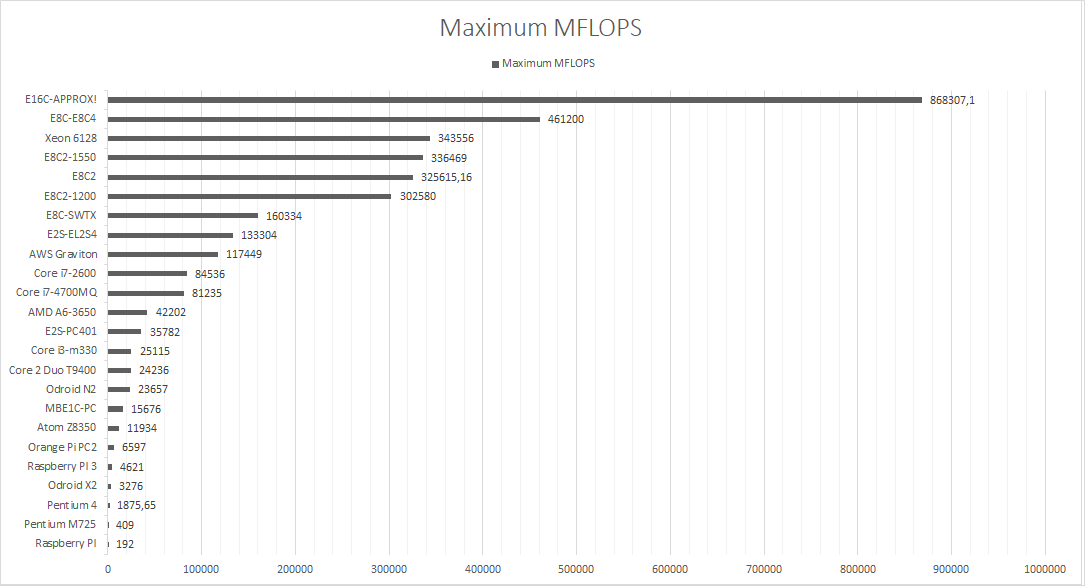 Maximum MFLOPS
Maximum MFLOPS
E16C-APPROX! 868307,1
E8C-E8C4 461200
Xeon 6128 343556
E8C2-1550 336469
E8C2 325615,16
E8C2-1200 302580
E8C-SWTX 160334
E2S-EL2S4 133304
AWS Graviton 117449
Core i7-2600 84536
Core i7-4700MQ 81235
AMD A6-3650 42202
E2S-PC401 35782
Core i3-m330 25115
Core 2 Duo T9400 24236
Odroid N2 23657
MBE1C-PC 15676
Atom Z8350 11934
Orange Pi PC2 6597
Raspberry PI 3 4621
Odroid X2 3276
Pentium 4 1875,65
Pentium M725 409
Raspberry PI 192
0 100000 200000 300000 400000 500000 600000 700000 800000 900000 1000000